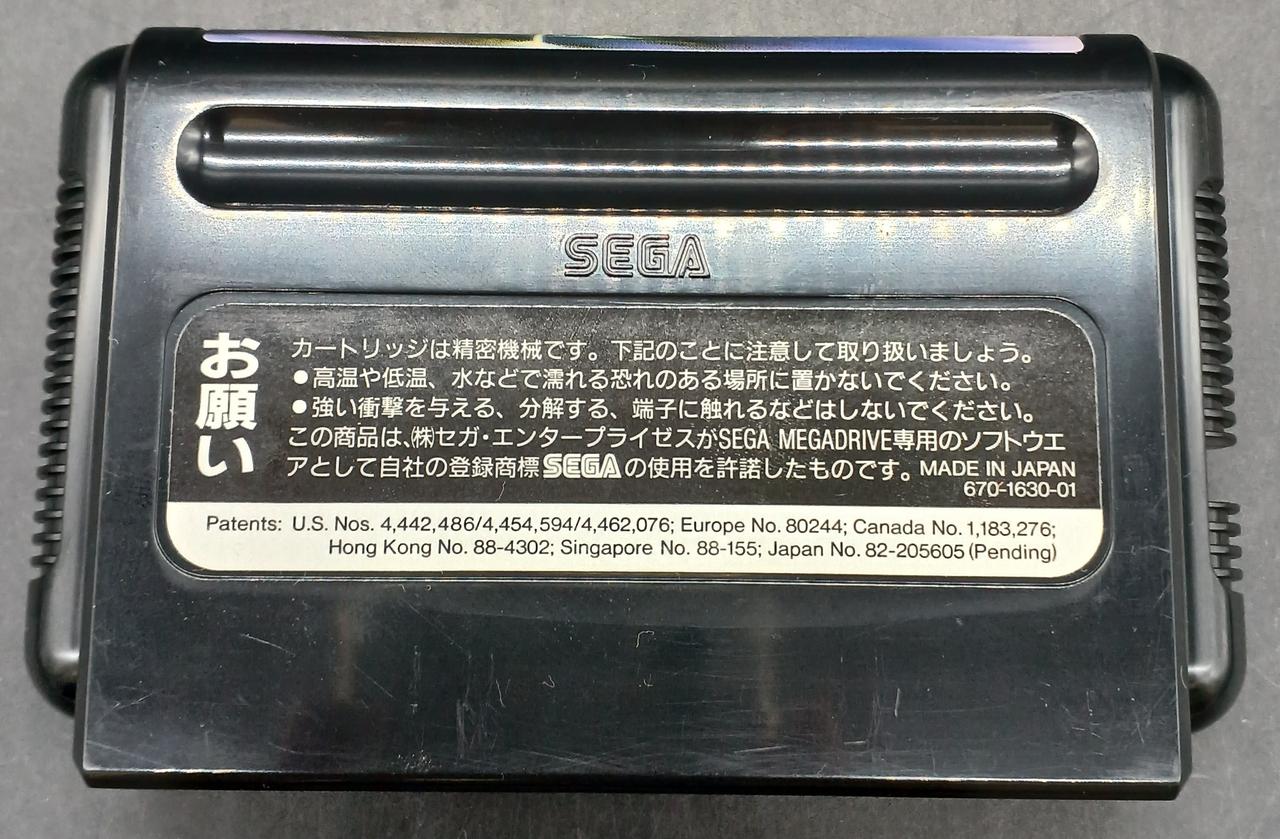 SEGA
お願い
カートリッジは精密機械です。下記のことに注意して取り扱いましょう。
●高温や低温、水などで濡れる恐れのある場所に置かないでください。
●強い衝撃を与える、分解する、端子に触れるなどはしないでください。
この商品は、㈱セガ・エンタープライゼスがSEGA MEGADRIVE専用のソフトウエ
アとして自社の登録商標SEGAの使用を許諾したものです。MADE IN JAPAN
670-1630-01
Patents: U.S. Nos. 4,442,486/4,454,594/4,462,076; Europe No. 80244; Canada No. 1,183,276;
Hong Kong No. 88-4302; Singapore No. 88-155; Japan No. 82-205605 (Pending)